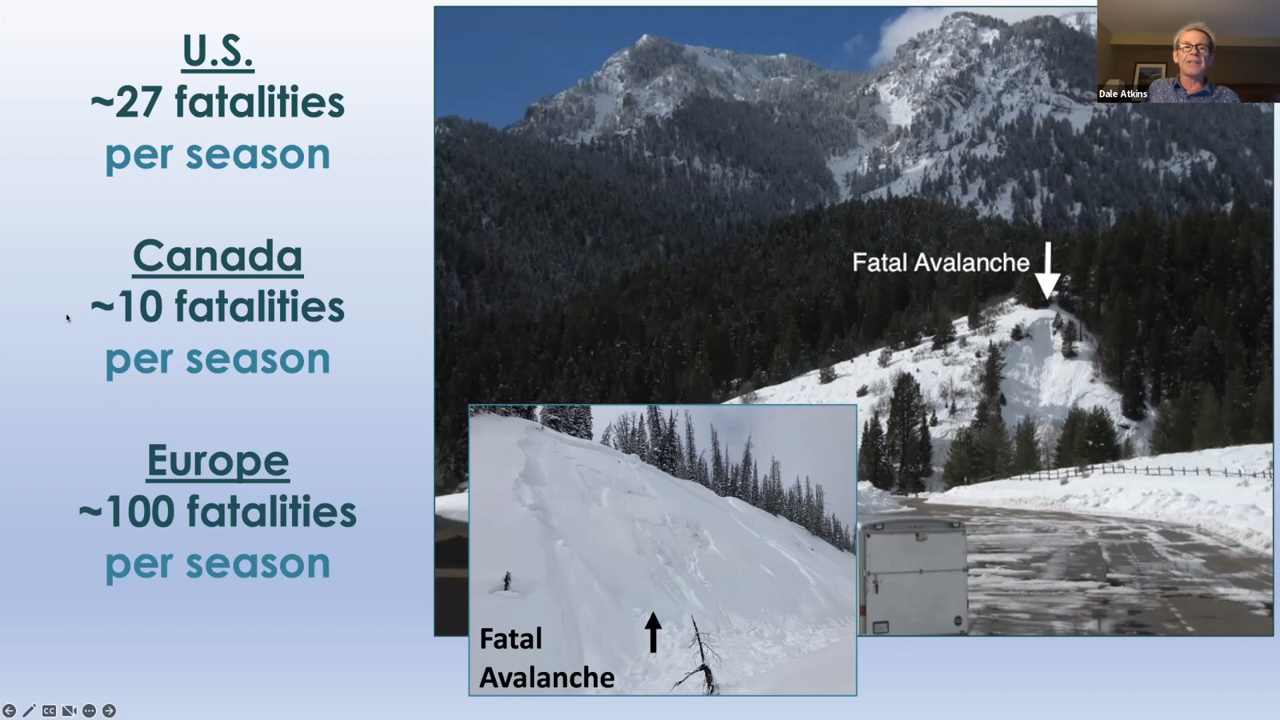 U.S.
~27 fatalities
per season
Canada
~10 fatalities
per season
Europe
~100 fatalities
per season
Dale Atkins
Fatal Avalanche
Fatal
Avalanche
CC